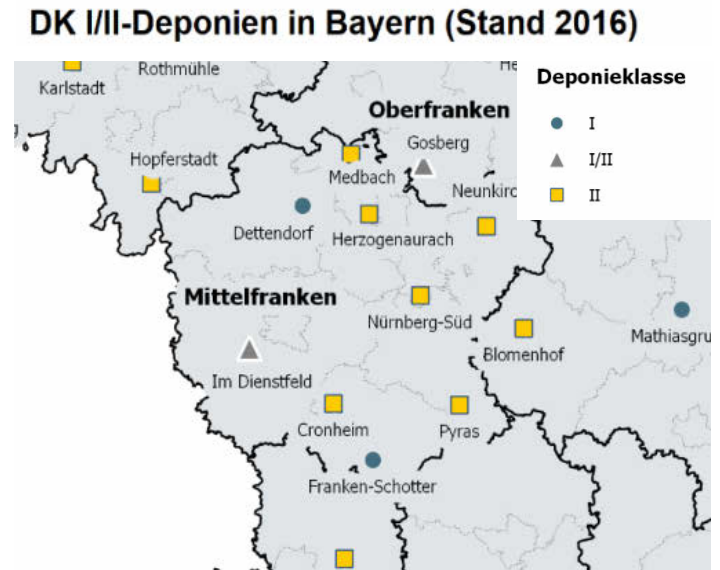 DK I/II-Deponien in Bayern (Stand 2016)
Rothmühle
Karlstadt
Deponieklasse
I
I/II
II
Oberfranken
Gosberg
Hopferstadt
Medbach
Dettendorf
Herzogenaurach
Mittelfranken
Nürnberg-Süd
Blomenhof
Im Dienstfeld
Cronheim
Pyras
Franken-Schotter